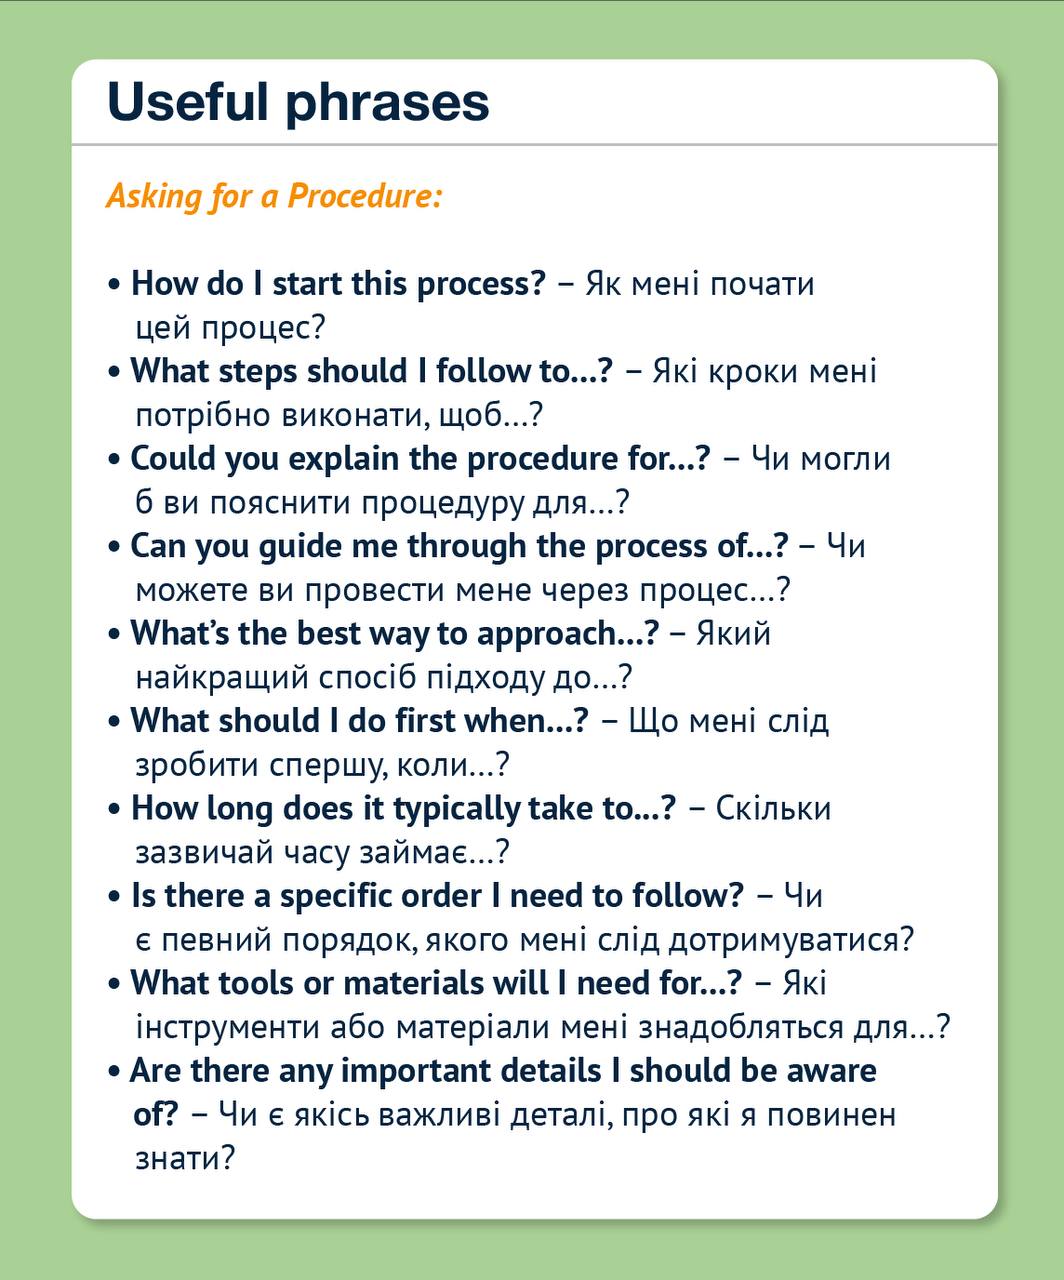 Useful phrases
Asking for a Procedure:
• How do I start this process? – Як мені почати
цей процес?
• What steps should I follow to...? – Які кроки мені
потрібно виконати, щоб...?
• Could you explain the procedure for...? – Чи могли
б ви пояснити процедуру для...?
• Can you guide me through the process of...? – Чи
можете ви провести мене через процес...?
• What’s the best way to approach...? – Який
найкращий спосіб підходу до...?
• What should I do first when...? – Що мені слід
зробити спершу, коли...?
• How long does it typically take to...? – Скільки
зазвичай часу займає...?
• Is there a specific order I need to follow? – Чи
є певний порядок, якого мені слід дотримуватися?
• What tools or materials will I need for...? – Які
інструменти або матеріали мені знадобляться для...?
• Are there any important details I should be aware
of? – Чи є якісь важливі деталі, про які я повинен
знати?